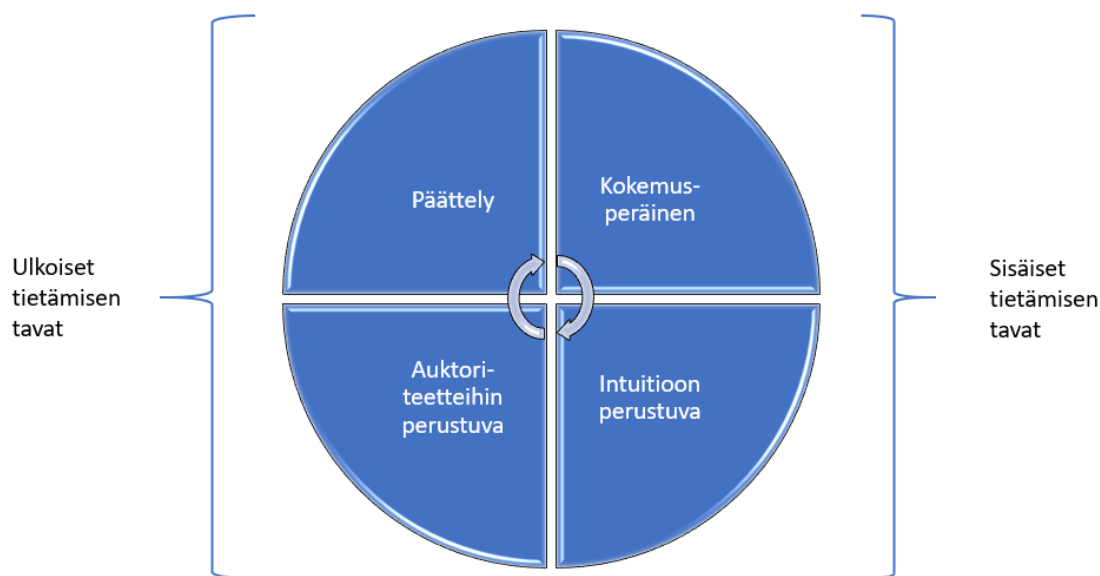 Ulkoiset
tietämisen
tavat
Päättely
Kokemus-
peräinen
Auktori-
teetteihin
perustuva
Intuitioon
perustuva
Sisäiset
tietämisen
tavat